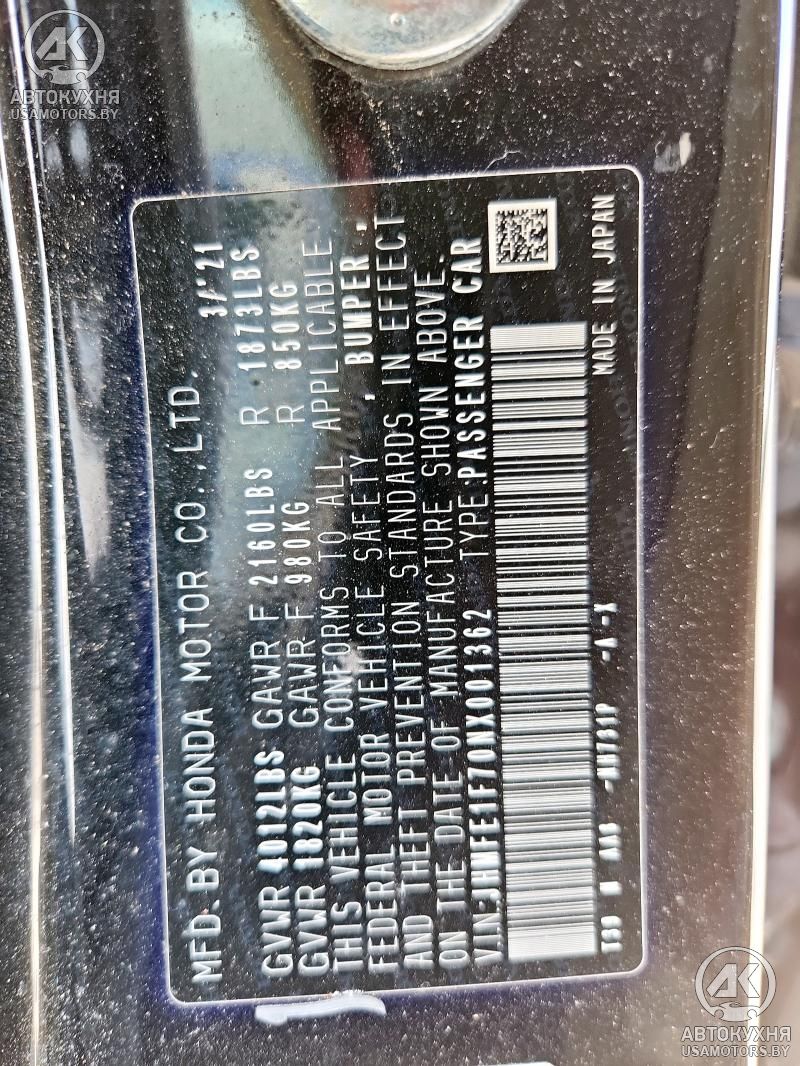 АВТОКУХНЯ
USAMOTORS.BY
MFD. BY HONDA MOTOR CO., LTD. 3/'21
GVWR 4012LBS GAWR F 2160LBS R 1873LBS
GVWR 1820KG GAWR F 980KG R 850KG
THIS VEHICLE CONFORMS TO ALL APPLICABLE
FEDERAL MOTOR VEHICLE SAFETY, BUMPER,
AND THEFT PREVENTION STANDARDS IN EFFECT
ON THE DATE OF MANUFACTURE SHOWN ABOVE.
V.I.N: JHMFE1F70NX001362 TYPE: PASSENGER CAR
-A -X MADE IN JAPAN
АВТОКУХНЯ
USAMOTORS.BY